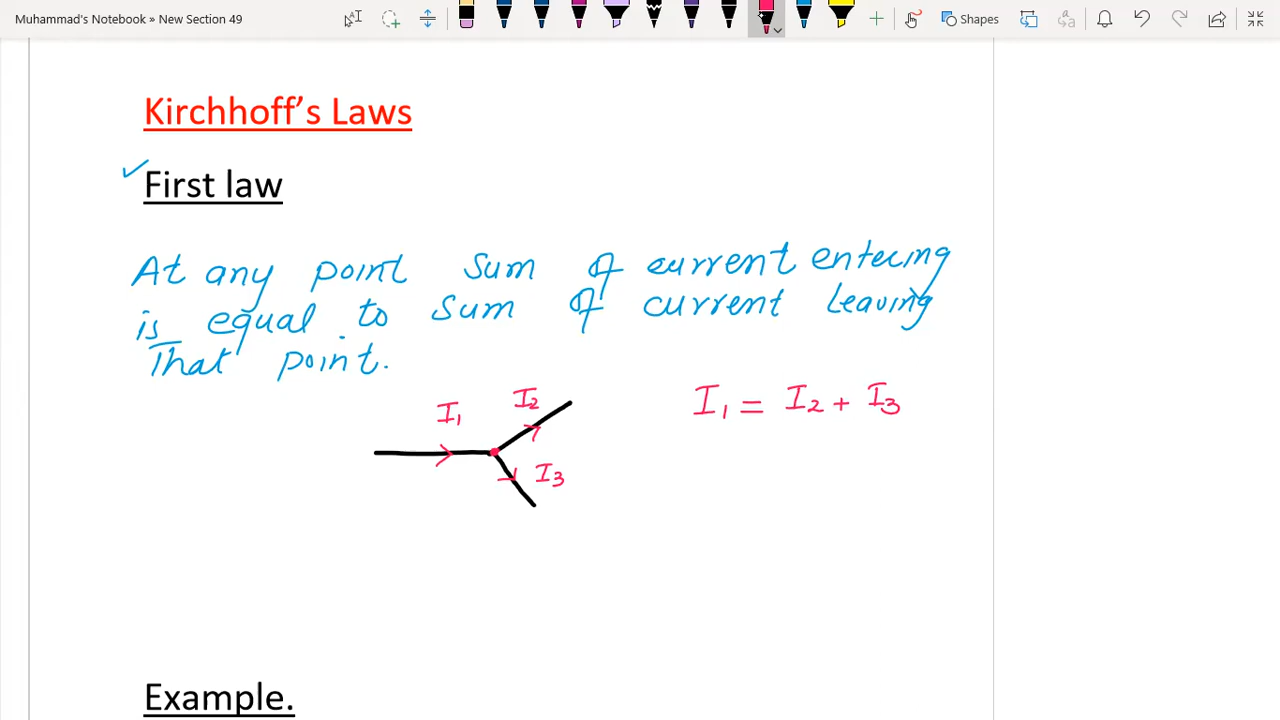 Muhammad's Notebook » New Section 49
Shapes
Kirchhoff's Laws
First law
At any point sum of current entering
is equal to sum of current leaving
That point.
I1 I2
I1 = I2 + I3
I3
Example.